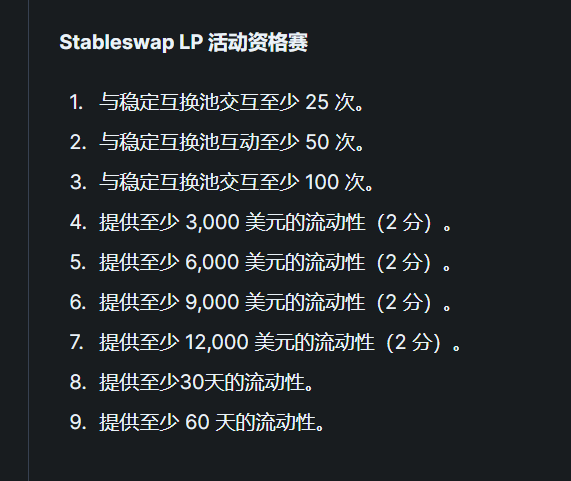 Stableswap LP 活动资格赛
1. 与稳定互换池交互至少 25 次。
2. 与稳定互换池互动至少 50 次。
3. 与稳定互换池交互至少 100 次。
4. 提供至少 3,000 美元的流动性（2 分）。
5. 提供至少 6,000 美元的流动性（2 分）。
6. 提供至少 9,000 美元的流动性（2 分）。
7. 提供至少 12,000 美元的流动性（2 分）。
8. 提供至少30天的流动性。
9. 提供至少 60 天的流动性。